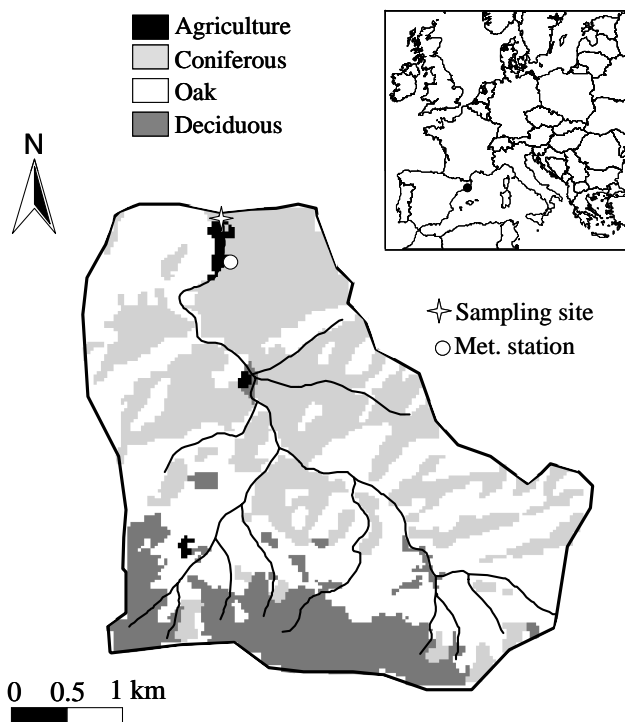 Agriculture
Coniferous
Oak
Deciduous
N
Sampling site
Met. station
0 0.5 1 km